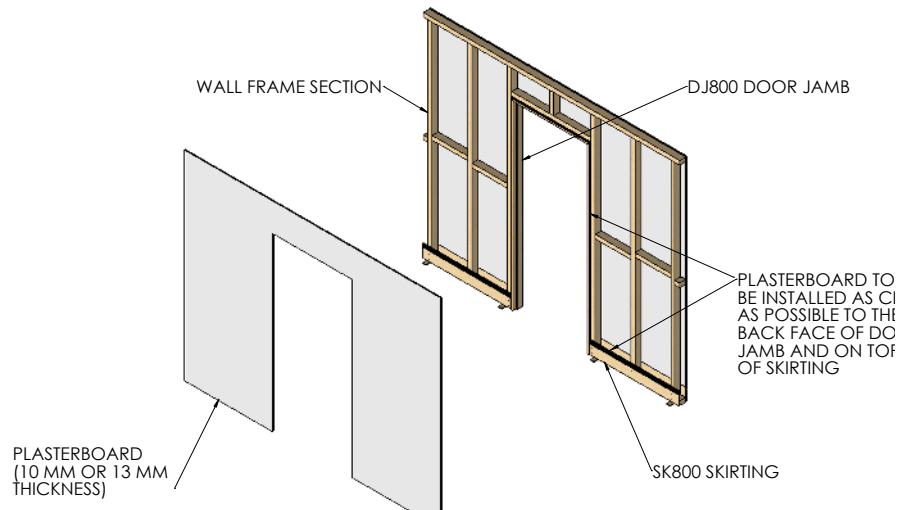 WALL FRAME SECTION
DJ800 DOOR JAMB
PLASTERBOARD TO
BE INSTALLED AS
AS POSSIBLE TO THE
BACK FACE OF
JAMB AND ON
OF SKIRTING
PLASTERBOARD
(10 MM OR 13 MM
THICKNESS)
SK800 SKIRTING